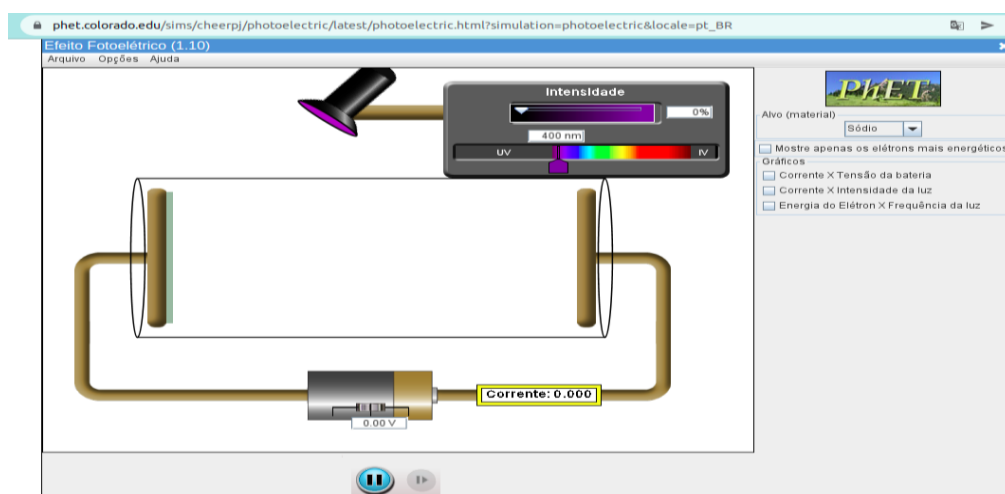 phet.colorado.edu/sims/cheerpj/photoelectric/latest/photoelectric.html?simulation=photoelectric&locale=pt_BR
Efeito Fotoelétrico (1.10)
Arquivo Opções Ajuda
Intensidade
0%
400 nm
UV IV
PhET
Alvo (material)
Sódio
Mostre apenas os elétrons mais energéticos
Gráficos
Corrente X Tensão da bateria
Corrente X Intensidade da luz
Energia do Elétron X Frequência da luz
Corrente: 0.000
0.00 V